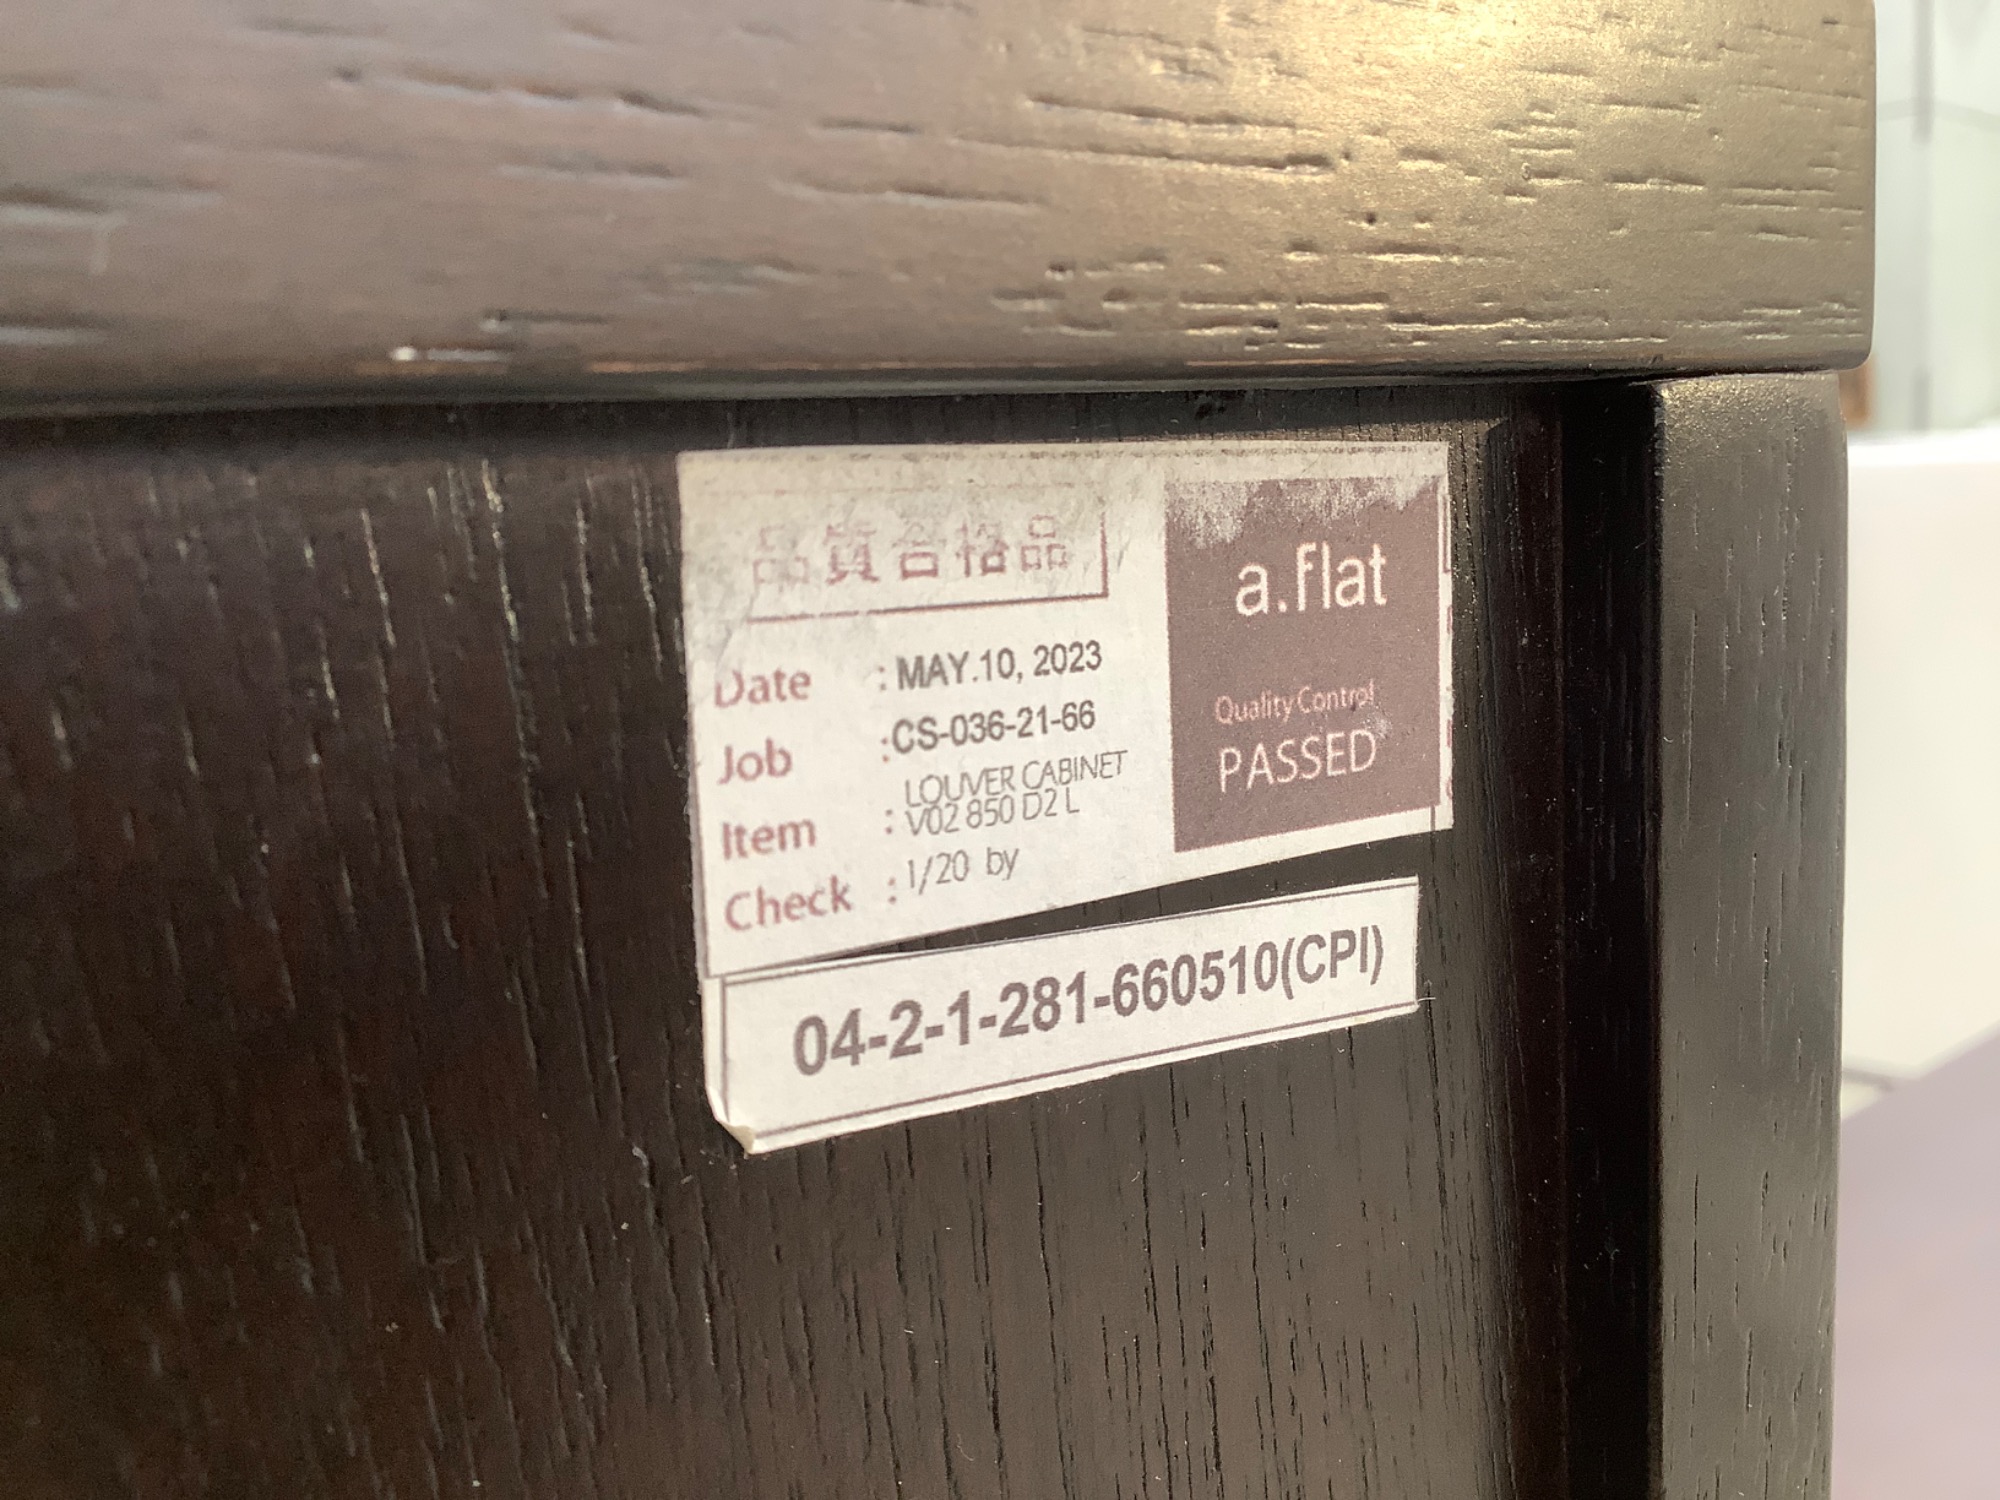 品質合格品
a.flat
Quality Control
PASSED
Date : MAY.10, 2023
Job :CS-036-21-66
Item : LOUVER CABINET
V02 850 D2 L
Check : 1/20 by
04-2-1-281-660510(CPI)